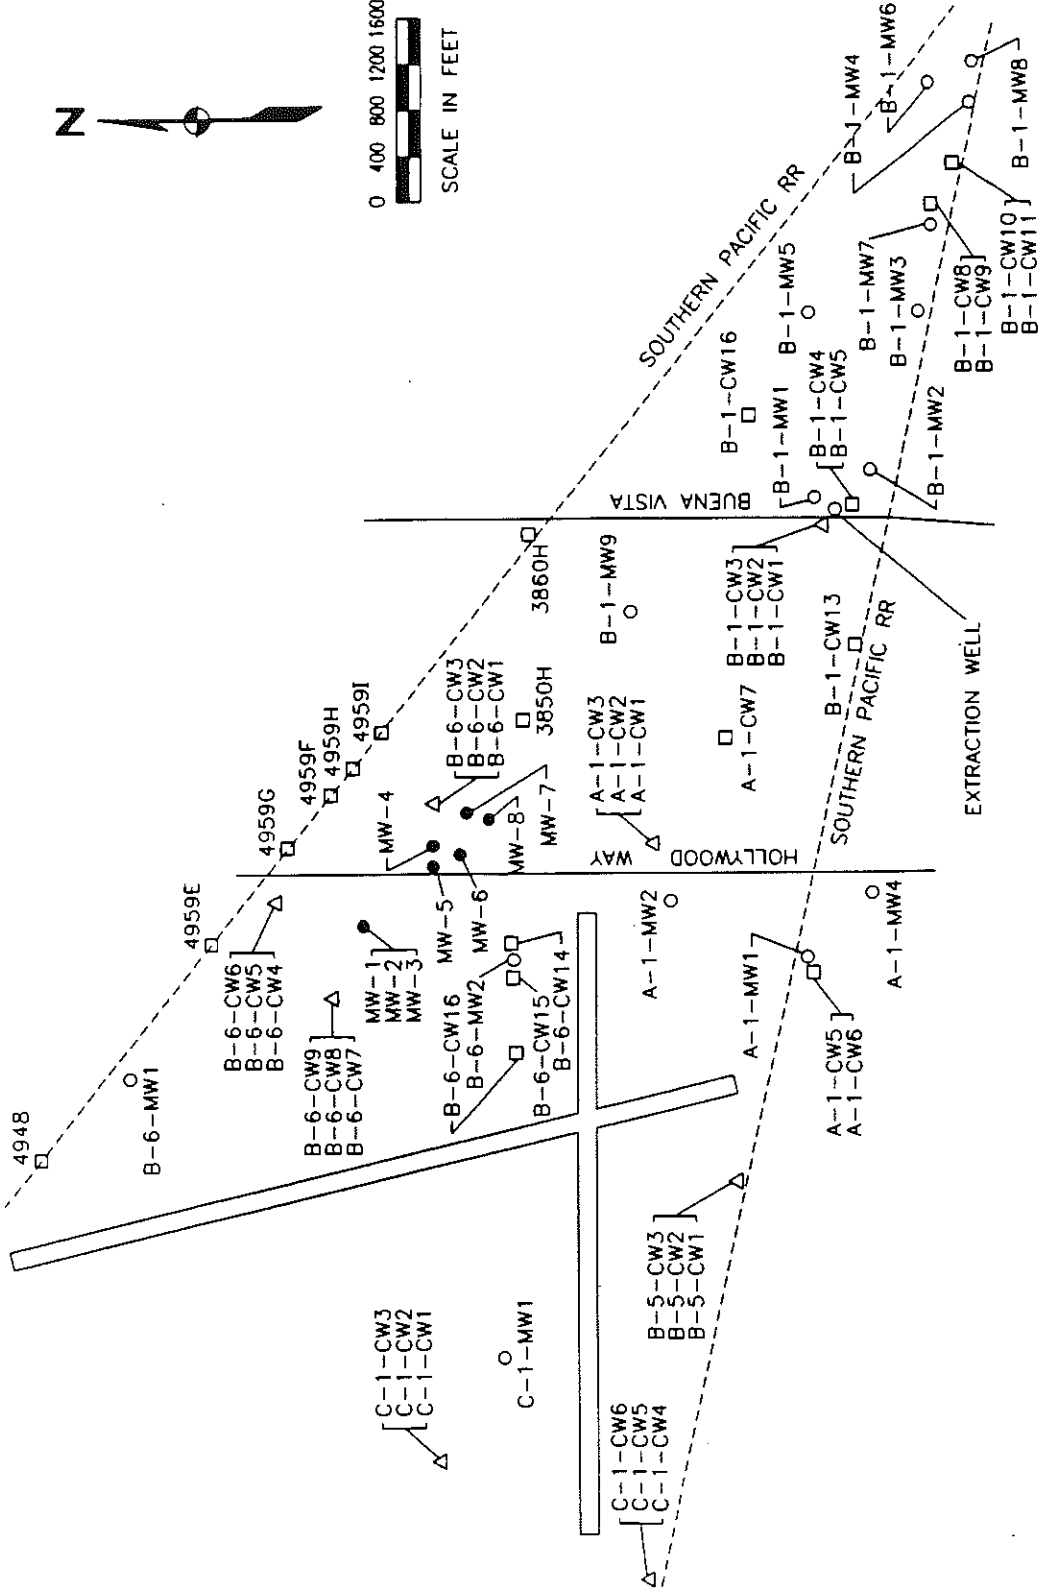 N
0 400 800 1200 1600
SCALE IN FEET
4948
B-6-MW1
4959E
4959G
4959F
4959H
4959I
SOUTHERN PACIFIC RR
B-6-CW6
B-6-CW5
B-6-CW4
B-6-CW9
B-6-CW8
B-6-CW7
MW-1
MW-2
MW-3
MW-4
MW-5
MW-6
MW-8
MW-7
B-6-CW3
B-6-CW2
B-6-CW1
3850H
3860H
C-1-CW3
C-1-CW2
C-1-CW1
C-1-MW1
B-6-CW16
B-6-MW2
B-6-CW15
B-6-CW14
A-1-CW3
A-1-CW2
A-1-CW1
B-1-MW9
HOLLYWOOD
WAY
BUENA VISTA
A-1-MW2
A-1-CW7
B-1-CW16
B-1-MW5
B-1-MW1
B-1-CW4
B-1-CW5
B-1-CW3
B-1-CW2
B-1-CW1
C-1-CW6
C-1-CW5
C-1-CW4
B-5-CW3
B-5-CW2
B-5-CW1
A-1-MW1
A-1-CW5
A-1-CW6
A-1-MW4
SOUTHERN PACIFIC RR
B-1-CW13
EXTRACTION WELL
B-1-MW2
B-1-MW7
B-1-MW3
B-1-MW4
B-1-MW6
B-1-CW8
B-1-CW9
B-1-CW10
B-1-CW11
B-1-MW8